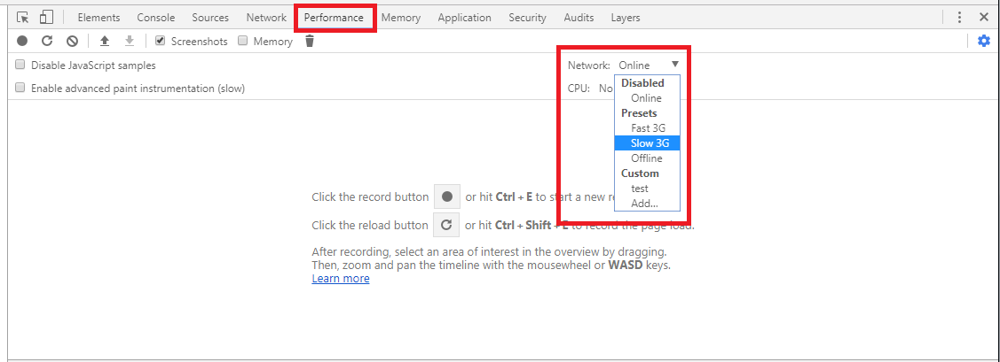 Elements Console Sources Network Performance Memory Application Security Audits Layers
Screenshots Memory
Disable JavaScript samples Network: Online ▼
Enable advanced paint instrumentation (slow) CPU: No
Disabled
Online
Presets
Fast 3G
Slow 3G
Offline
Custom
test
Add...
Click the record button or hit Ctrl + E to start a new re
Click the reload button or hit Ctrl + Shift + E to record the page load.
After recording, select an area of interest in the overview by dragging.
Then, zoom and pan the timeline with the mousewheel or WASD keys.
Learn more